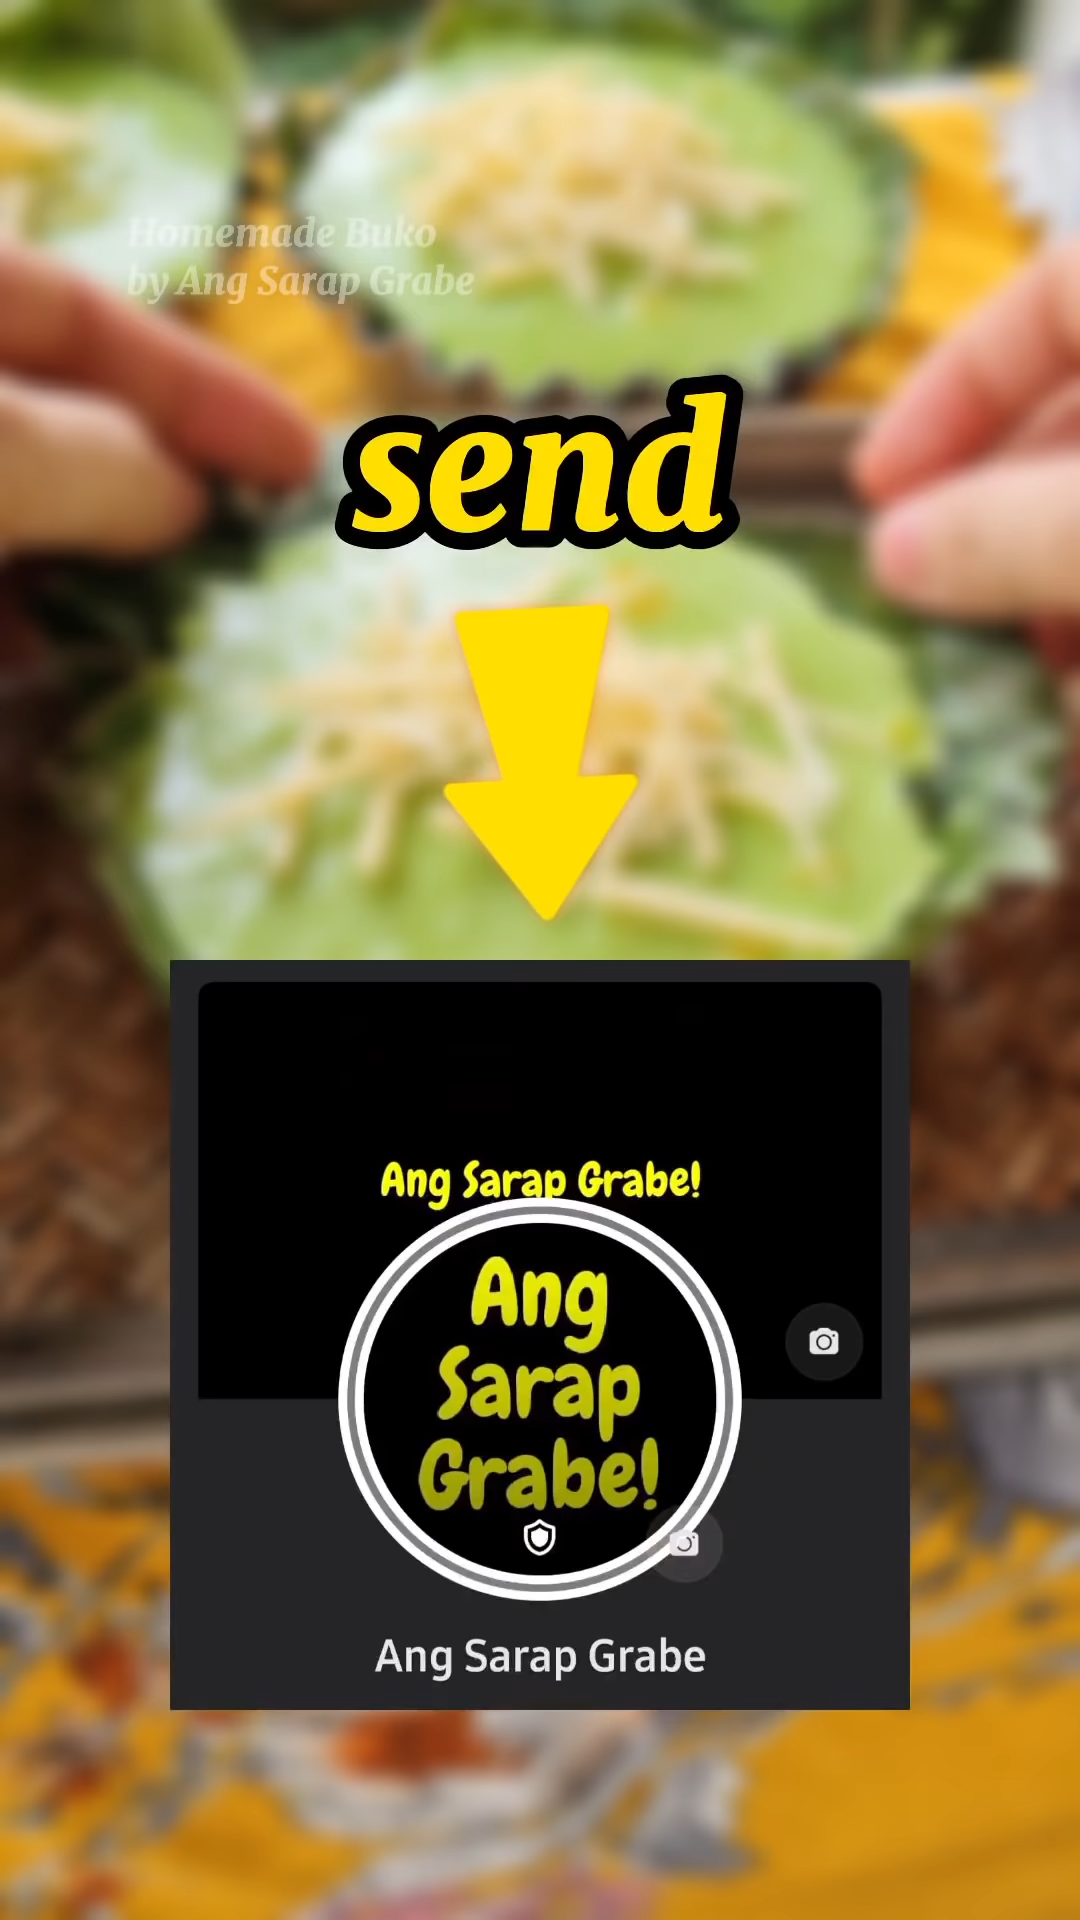 Homemade Buko
by Ang Sarap Grabe
send
Ang Sarap Grabe!
Ang
Sarap
Grabe!
Ang Sarap Grabe